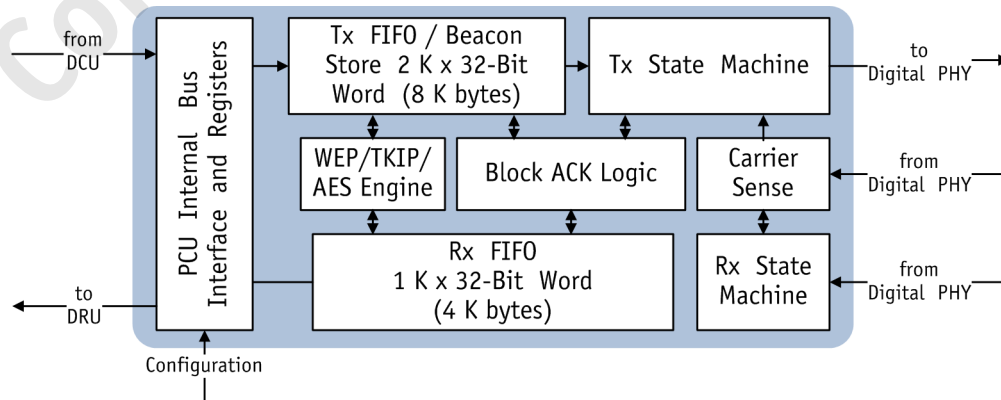 from
DCU
PCU Internal Bus
Interface and Registers
Tx FIFO / Beacon
Store 2 K x 32-Bit
Word (8 K bytes)
Tx State Machine
to
Digital PHY
WEP/TKIP/
AES Engine
Block ACK Logic
Carrier
Sense
from
Digital PHY
Rx FIFO
1 K x 32-Bit Word
(4 K bytes)
Rx State
Machine
from
Digital PHY
to
DRU
Configuration